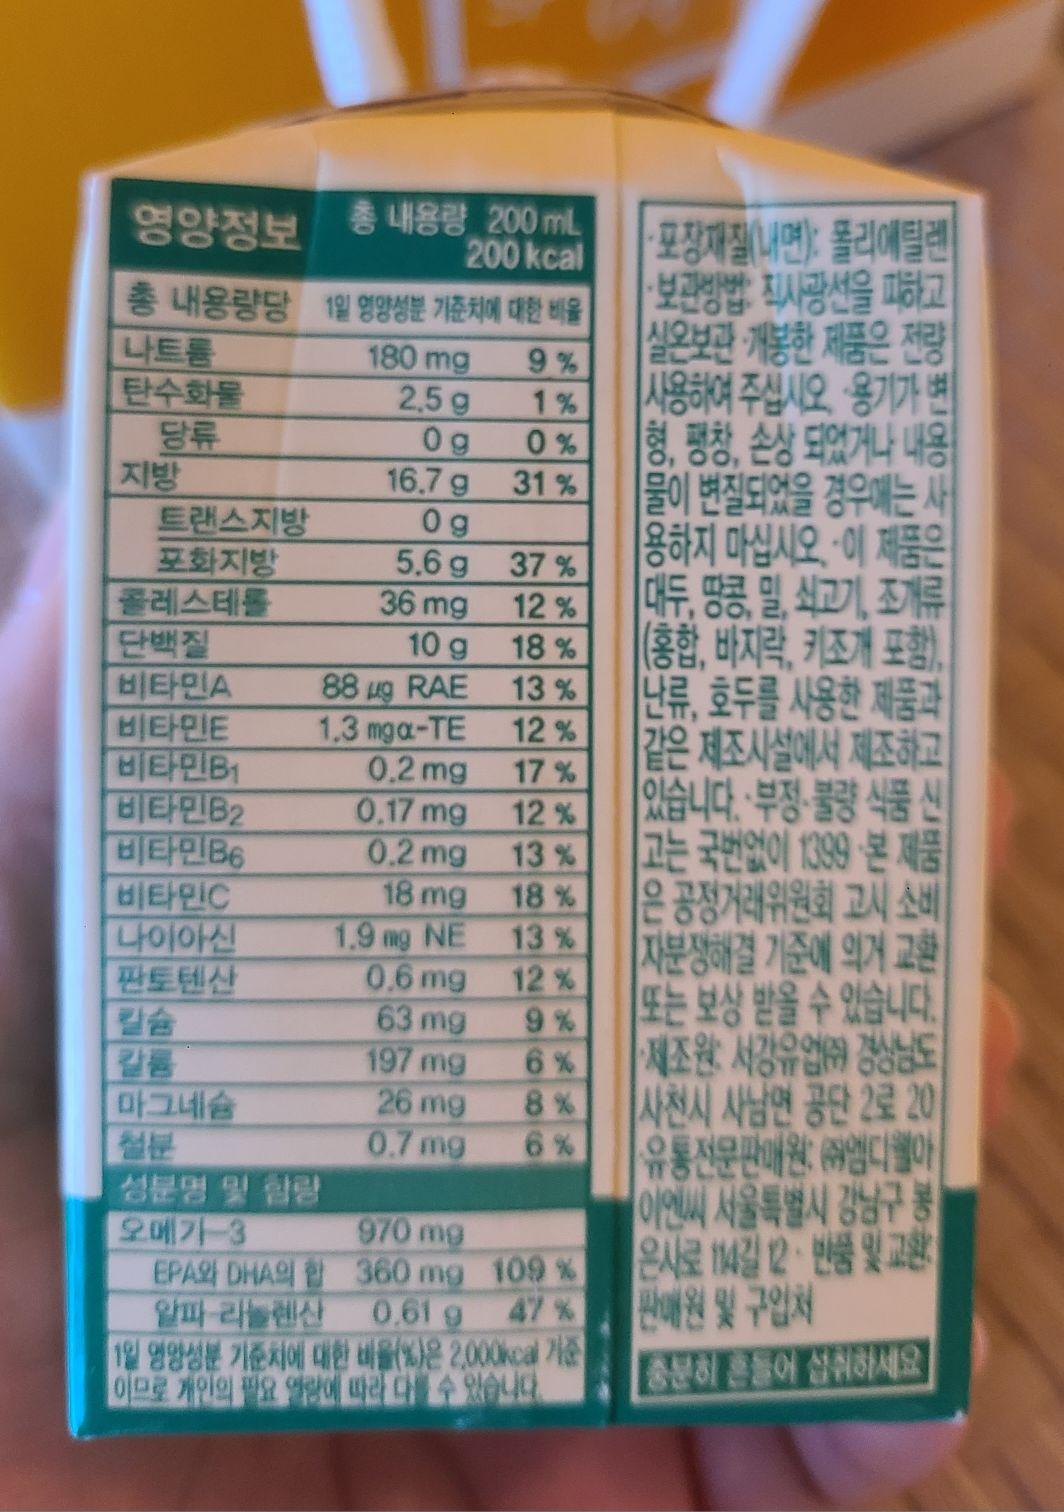 영양정보
총 내용량 200 mL
200 kcal
총 내용량당 1일 영양성분 기준치에 대한 비율
나트륨 180 mg 9 %
탄수화물 2.5 g 1 %
당류 0 g 0 %
지방 16.7 g 31 %
트랜스지방 0 g
포화지방 5.6 g 37 %
콜레스테롤 36 mg 12 %
단백질 10 g 18 %
비타민A 88 μg RAE 13 %
비타민E 1.3 mgα-TE 12 %
비타민B1 0.2 mg 17 %
비타민B2 0.17 mg 12 %
비타민B6 0.2 mg 13 %
비타민C 18 mg 18 %
나이아신 1.9 mg NE 13 %
판토텐산 0.6 mg 12 %
칼슘 63 mg 9 %
칼륨 197 mg 6 %
마그네슘 26 mg 8 %
철분 0.7 mg 6 %
성분명 및 함량
오메가-3 970 mg
EPA와 DHA의 합 360 mg 109 %
알파-리놀렌산 0.61 g 47 %
1일 영양성분 기준치에 대한 비율(%)은 2,000kcal 기준
이므로 개인의 필요 열량에 따라 다를 수 있습니다.
·포장재질(내면): 폴리에틸렌
·보관방법: 직사광선을 피하고
실온보관 ·개봉한 제품은 전량
사용하여 주십시오. ·용기가 변
형, 팽창, 손상 되었거나 내용
물이 변질되었을 경우에는 사
용하지 마십시오. ·이 제품은
대두, 땅콩, 밀, 쇠고기, 조개류
(홍합, 바지락, 키조개 포함),
난류, 호두를 사용한 제품과
같은 제조시설에서 제조하고
있습니다. ·부정·불량 식품 신
고는 국번없이 1399 ·본 제품
은 공정거래위원회 고시 소비
자분쟁해결 기준에 의거 교환
또는 보상 받을 수 있습니다.
·제조원: 서강유업㈜ 경상남도
사천시 사남면 공단 2로 20
·유통전문판매원: ㈜엠디웰아
이엔씨 서울특별시 강남구 봉
은사로 114길 12 · 반품 및 교환:
판매원 및 구입처
충분히 흔들어 섭취하세요